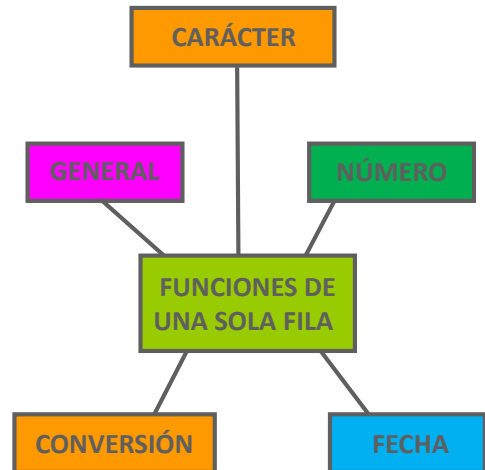 CARÁCTER
GENERAL
NÚMERO
FUNCIONES DE
UNA SOLA FILA
CONVERSIÓN
FECHA